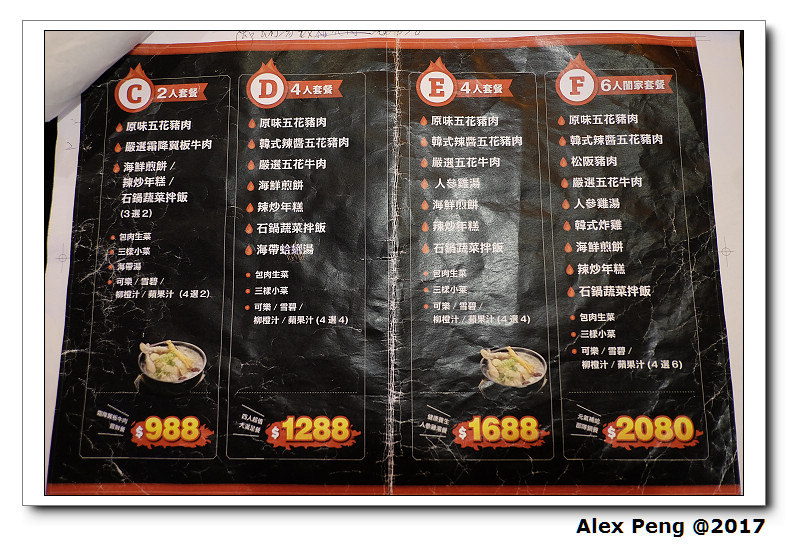 C 2人套餐
原味五花豬肉
嚴選霜降翼板牛肉
海鮮煎餅 /
辣炒年糕 /
石鍋蔬菜拌飯
(3選2)
包肉生菜
三樣小菜
海帶湯
可樂 / 雪碧 /
柳橙汁 / 蘋果汁 (4選2)
$988
D 4人套餐
原味五花豬肉
韓式辣醬五花豬肉
嚴選五花牛肉
海鮮煎餅
辣炒年糕
石鍋蔬菜拌飯
海帶蛤蜊湯
包肉生菜
三樣小菜
可樂 / 雪碧 /
柳橙汁 / 蘋果汁 (4選4)
$1288
E 4人套餐
原味五花豬肉
韓式辣醬五花豬肉
嚴選五花牛肉
人參雞湯
海鮮煎餅
辣炒年糕
石鍋蔬菜拌飯
包肉生菜
三樣小菜
可樂 / 雪碧 /
柳橙汁 / 蘋果汁 (4選4)
$1688
F 6人闔家套餐
原味五花豬肉
韓式辣醬五花豬肉
松阪豬肉
嚴選五花牛肉
人參雞湯
韓式炸雞
海鮮煎餅
辣炒年糕
石鍋蔬菜拌飯
包肉生菜
三樣小菜
可樂 / 雪碧 /
柳橙汁 / 蘋果汁 (4選6)
$2080
Alex Peng @2017